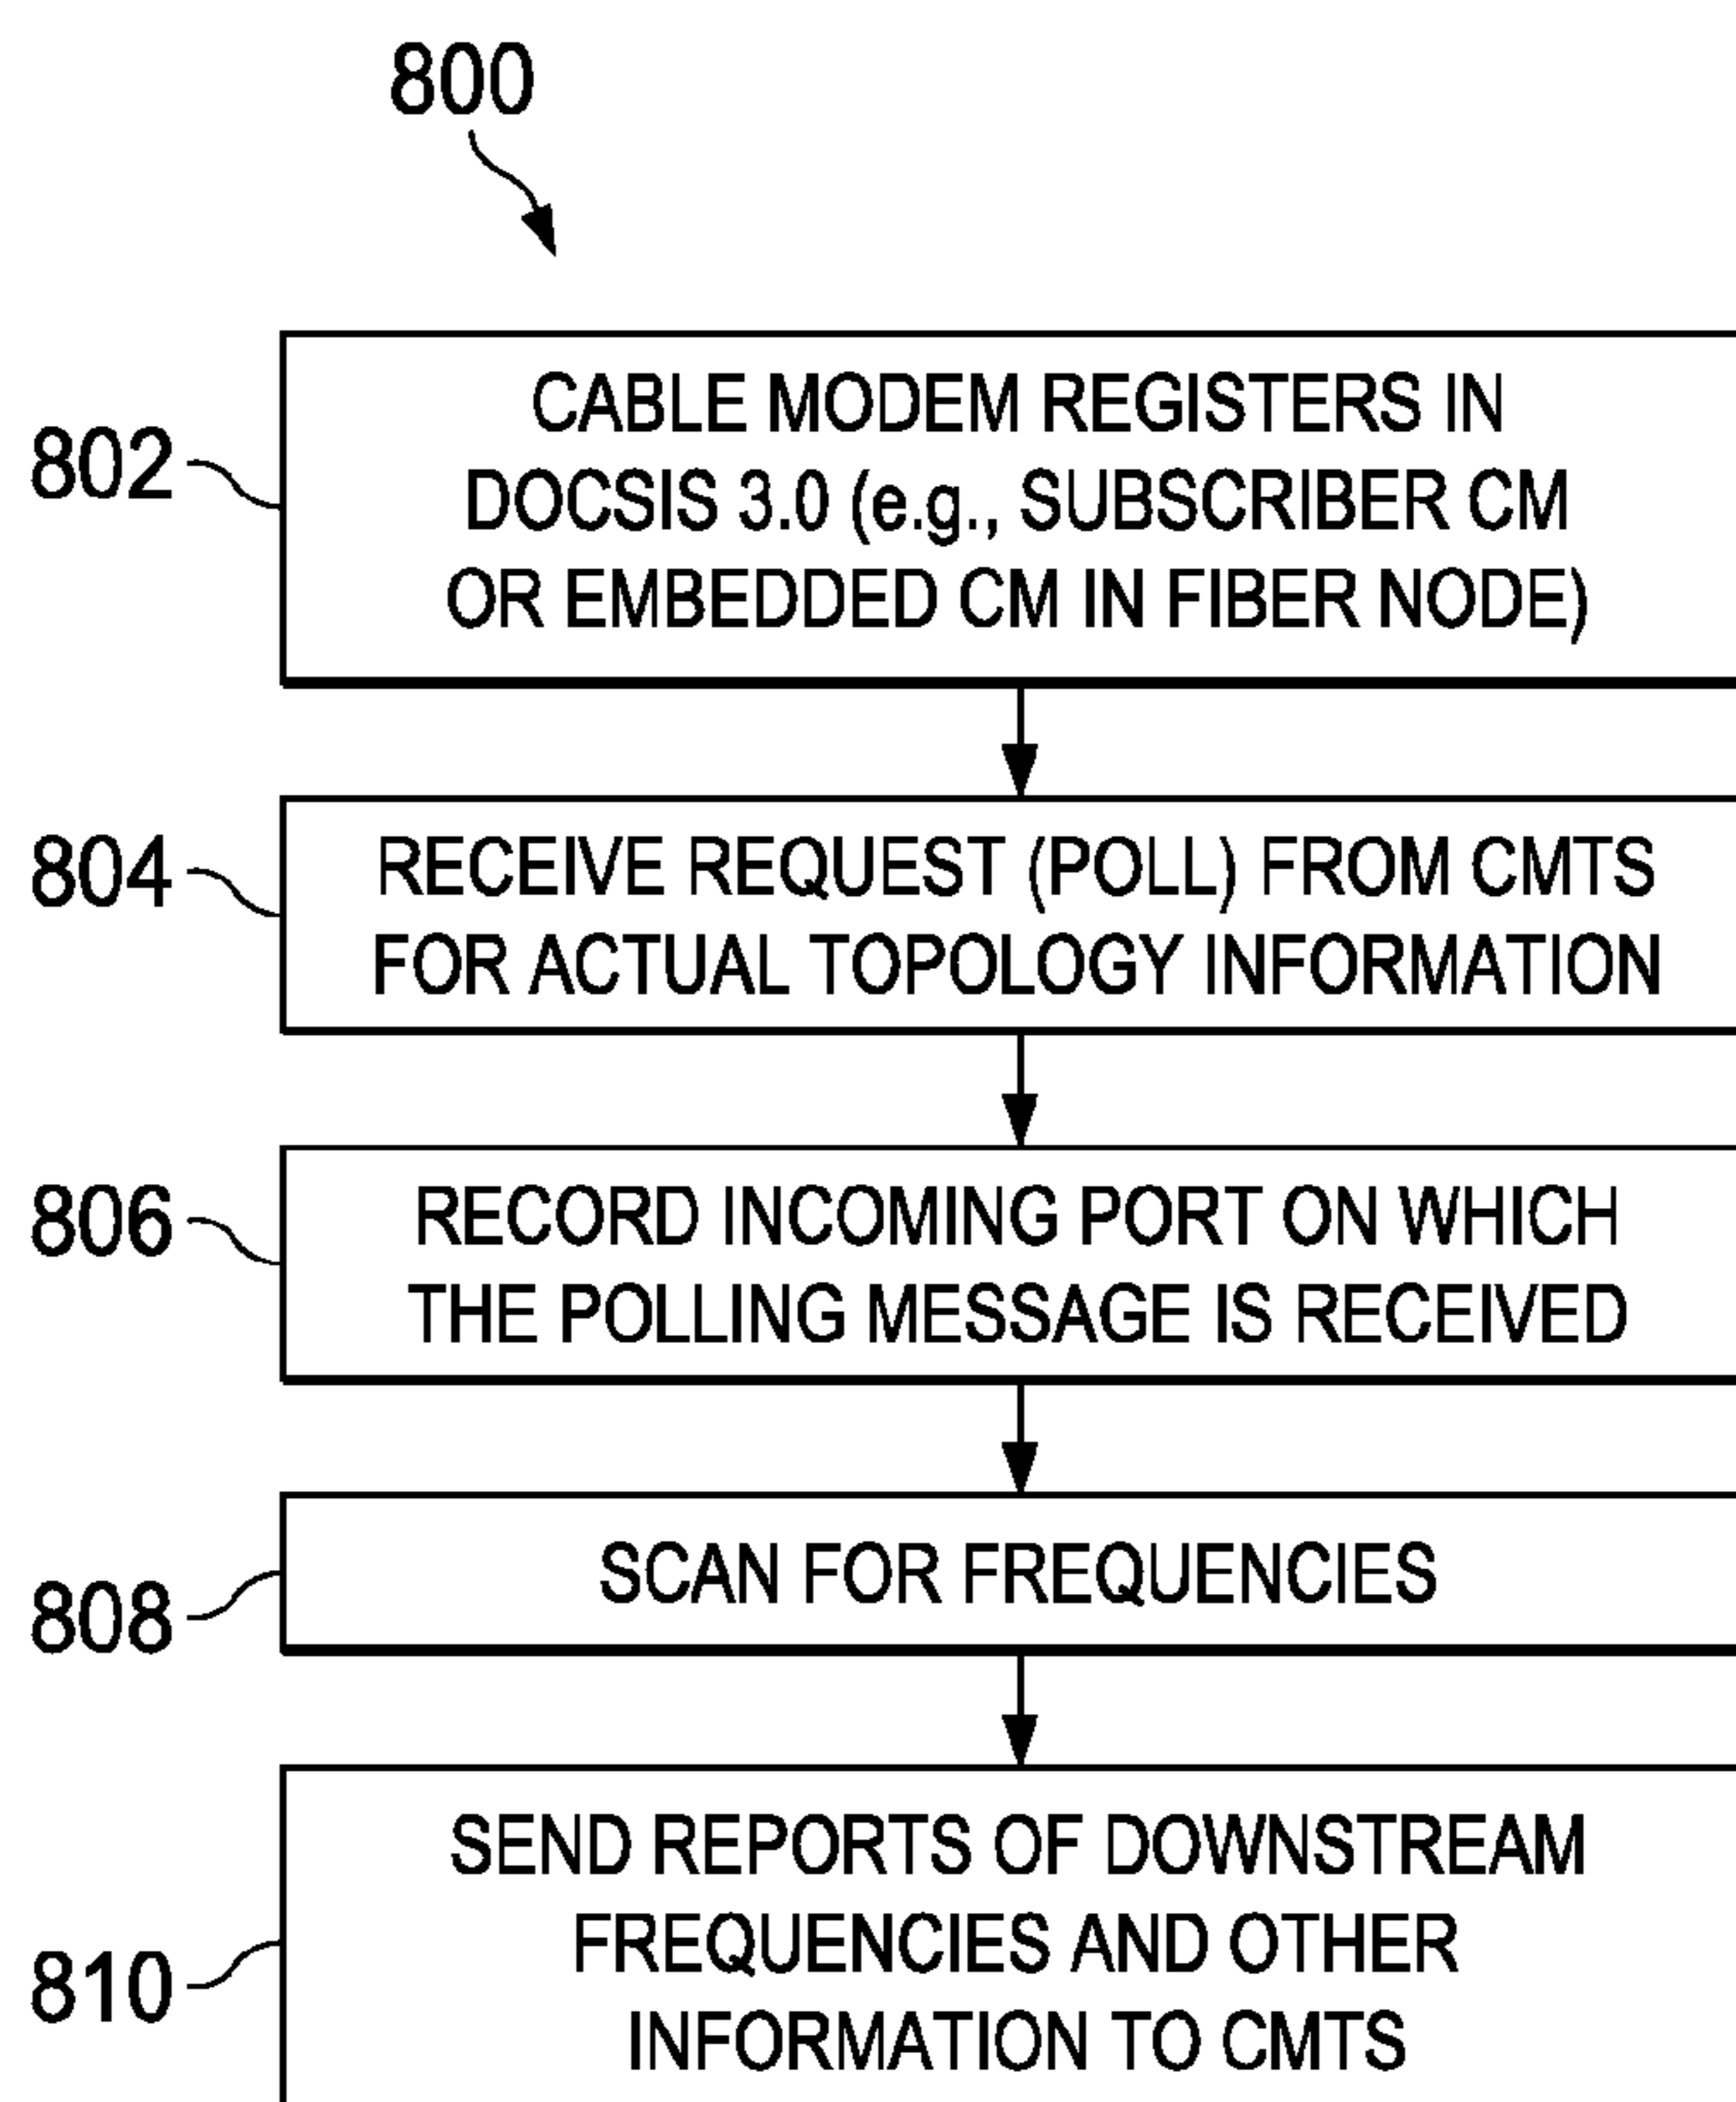 800
802
CABLE MODEM REGISTERS IN
DOCSIS 3.0 (e.g., SUBSCRIBER CM
OR EMBEDDED CM IN FIBER NODE)
804
RECEIVE REQUEST (POLL) FROM CMTS
FOR ACTUAL TOPOLOGY INFORMATION
806
RECORD INCOMING PORT ON WHICH
THE POLLING MESSAGE IS RECEIVED
808
SCAN FOR FREQUENCIES
810
SEND REPORTS OF DOWNSTREAM
FREQUENCIES AND OTHER
INFORMATION TO CMTS